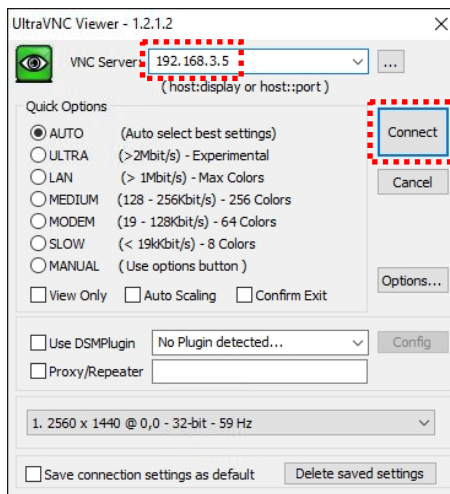 UltraVNC Viewer - 1.2.1.2
VNC Server: 192.168.3.5 ...
( host:display or host::port )
Quick Options
AUTO (Auto select best settings) Connect
ULTRA (>2Mbit/s) - Experimental
LAN (> 1Mbit/s) - Max Colors Cancel
MEDIUM (128 - 256Kbit/s) - 256 Colors
MODEM (19 - 128Kbit/s) - 64 Colors
SLOW (< 19kKbit/s) - 8 Colors
MANUAL ( Use options button )
Options...
View Only Auto Scaling Confirm Exit
Use DSMPlugin No Plugin detected... Config
Proxy/Repeater
1. 2560 x 1440 @ 0,0 - 32-bit - 59 Hz
Save connection settings as default Delete saved settings